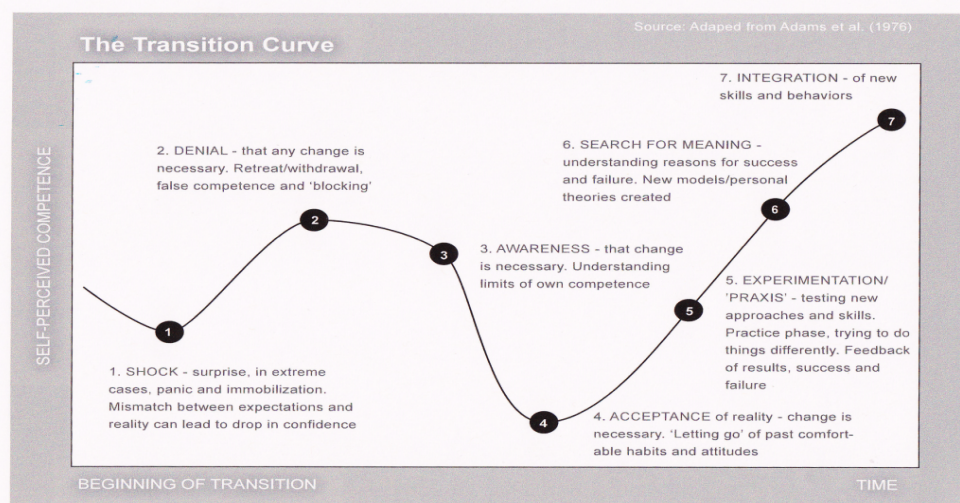 Source: Adaped from Adams et al. (1976)
The Transition Curve
7. INTEGRATION - of new
skills and behaviors
2. DENIAL - that any change is
necessary. Retreat/withdrawal,
false competence and ‘blocking’
6. SEARCH FOR MEANING -
understanding reasons for success
and failure. New models/personal
theories created
3. AWARENESS - that change
is necessary. Understanding
limits of own competence
5. EXPERIMENTATION/
'PRAXIS' - testing new
approaches and skills.
Practice phase, trying to do
things differently. Feedback
of results, success and
failure
1. SHOCK - surprise, in extreme
cases, panic and immobilization.
Mismatch between expectations and
reality can lead to drop in confidence
4. ACCEPTANCE of reality - change is
necessary. ‘Letting go’ of past comfort-
able habits and attitudes
1
2
3
4
5
6
7
SELF-PERCEIVED COMPETENCE
BEGINNING OF TRANSITION
TIME